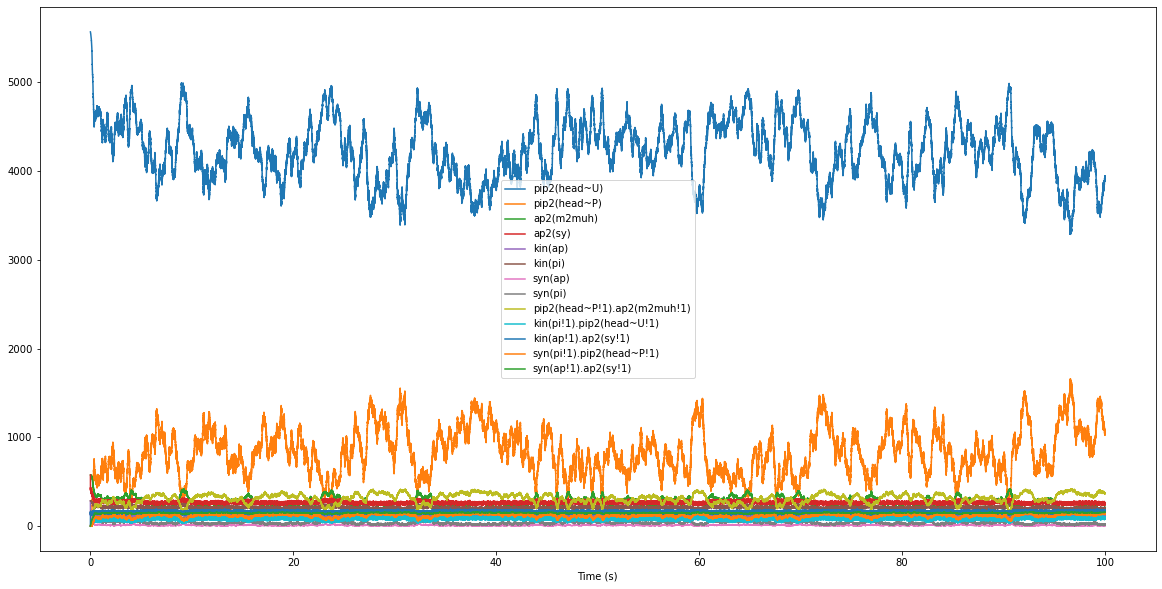 5000
4000
3000
2000
1000
0
pip2(head~U)
pip2(head~P)
ap2(m2muh)
ap2(sy)
kin(ap)
kin(pi)
syn(ap)
syn(pi)
pip2(head~P!1).ap2(m2muh!1)
kin(pi!1).pip2(head~U!1)
kin(ap!1).ap2(sy!1)
syn(pi!1).pip2(head~P!1)
syn(ap!1).ap2(sy!1)
0 20 40 60 80 100
Time (s)